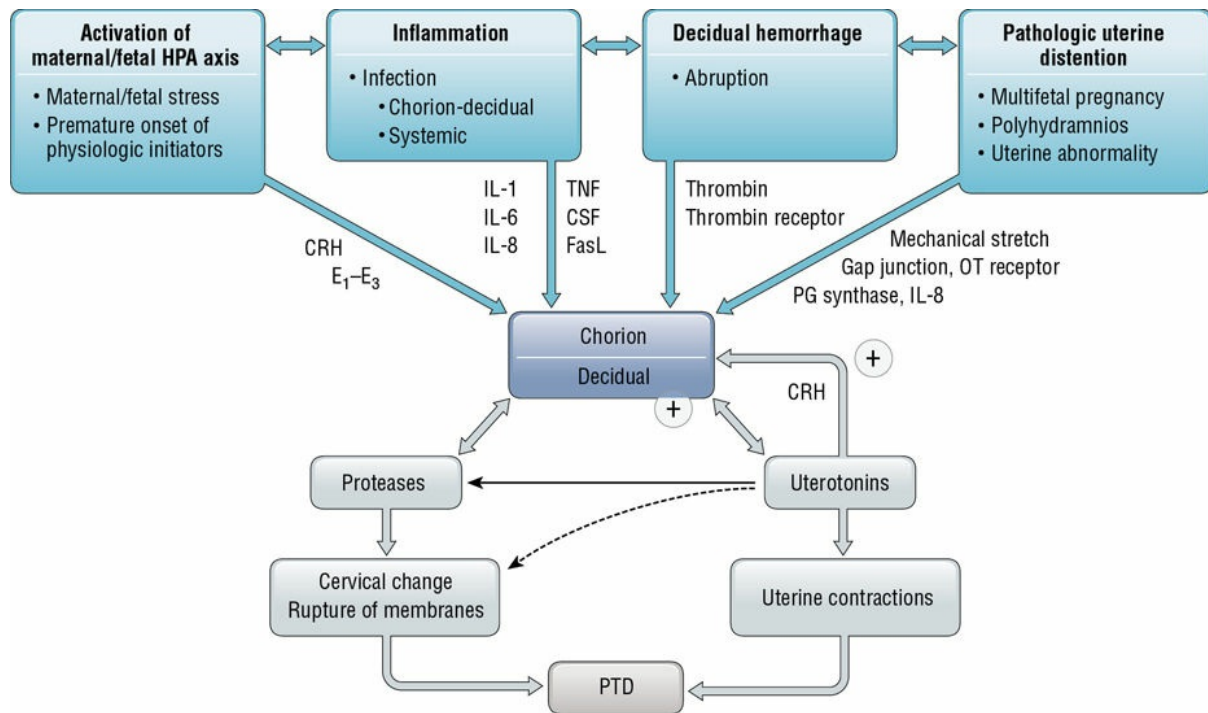 Activation of
maternal/fetal HPA axis
• Maternal/fetal stress
• Premature onset of
physiologic initiators
Inflammation
• Infection
• Chorion-decidual
• Systemic
Decidual hemorrhage
• Abruption
Pathologic uterine
distention
• Multifetal pregnancy
• Polyhydramnios
• Uterine abnormality
CRH
E₁–E₃
IL-1
IL-6
IL-8
TNF
CSF
FasL
Thrombin
Thrombin receptor
Mechanical stretch
Gap junction, OT receptor
PG synthase, IL-8
Chorion
Decidual
+
+
CRH
Proteases
Uterotonins
Cervical change
Rupture of membranes
Uterine contractions
PTD